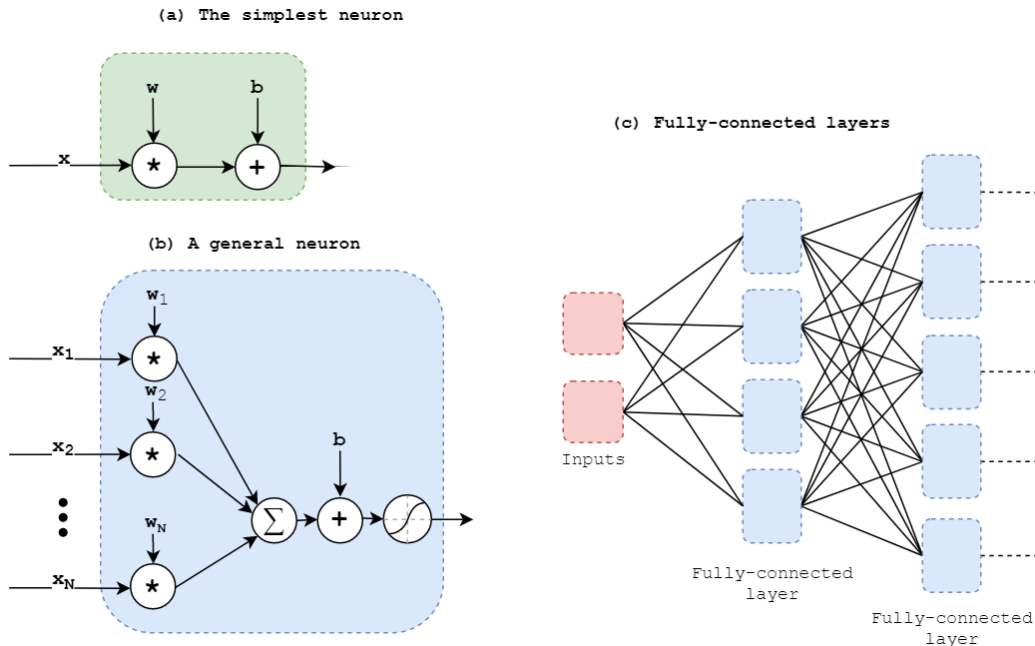 (a) The simplest neuron
w
b
x
*
+
(b) A general neuron
w1
x1
*
w2
x2
*
b
wN
xN
*
Σ
+
(c) Fully-connected layers
Inputs
Fully-connected
layer
Fully-connected
layer